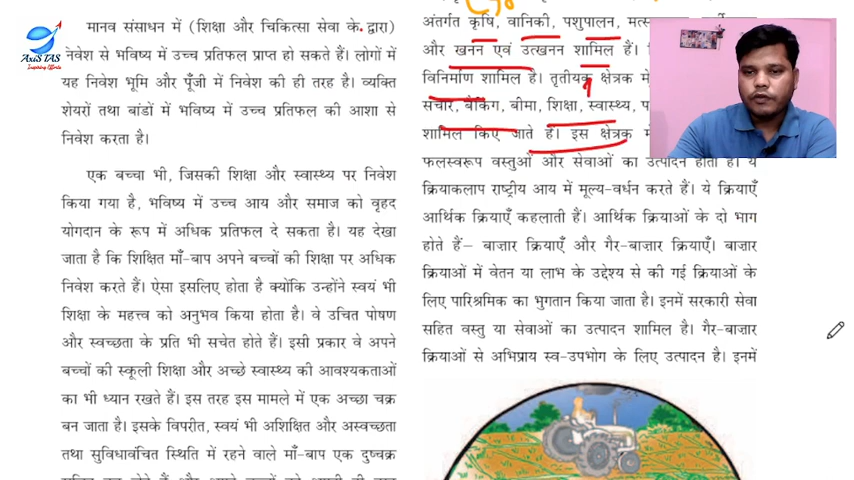 AxiS TAS
मानव संसाधन में (शिक्षा और चिकित्सा सेवा के द्वारा)
निवेश से भविष्य में उच्च प्रतिफल प्राप्त हो सकते हैं। लोगों में
यह निवेश भूमि और पूँजी में निवेश की ही तरह है। व्यक्ति
शेयरों तथा बांडों में भविष्य में उच्च प्रतिफल की आशा से
निवेश करता है।
एक बच्चा भी, जिसकी शिक्षा और स्वास्थ्य पर निवेश
किया गया है, भविष्य में उच्च आय और समाज को वृहद
योगदान के रूप में अधिक प्रतिफल दे सकता है। यह देखा
जाता है कि शिक्षित माँ-बाप अपने बच्चों की शिक्षा पर अधिक
निवेश करते हैं। ऐसा इसलिए होता है क्योंकि उन्होंने स्वयं भी
शिक्षा के महत्त्व को अनुभव किया होता है। वे उचित पोषण
और स्वच्छता के प्रति भी सचेत होते हैं। इसी प्रकार वे अपने
बच्चों की स्कूली शिक्षा और अच्छे स्वास्थ्य की आवश्यकताओं
का भी ध्यान रखते हैं। इस तरह इस मामले में एक अच्छा चक्र
बन जाता है। इसके विपरीत, स्वयं भी अशिक्षित और अस्वच्छता
तथा सुविधावंचित स्थिति में रहने वाले माँ-बाप एक दुष्चक्र
अंतर्गत कृषि, वानिकी, पशुपालन,
और खनन एवं उत्खनन शामिल हैं।
विनिर्माण शामिल है। तृतीयक क्षेत्रक में
संचार, बैंकिंग, बीमा, शिक्षा, स्वास्थ्य,
शामिल किए जाते हैं। इस क्षेत्रक
फलस्वरूप वस्तुओं और सेवाओं का उत्पादन होता है। ये
क्रियाकलाप राष्ट्रीय आय में मूल्य-वर्धन करते हैं। ये क्रियाएँ
आर्थिक क्रियाएँ कहलाती हैं। आर्थिक क्रियाओं के दो भाग
होते हैं– बाज़ार क्रियाएँ और गैर-बाज़ार क्रियाएँ। बाज़ार
क्रियाओं में वेतन या लाभ के उद्देश्य से की गई क्रियाओं के
लिए पारिश्रमिक का भुगतान किया जाता है। इनमें सरकारी सेवा
सहित वस्तु या सेवाओं का उत्पादन शामिल है। गैर-बाज़ार
क्रियाओं से अभिप्राय स्व-उपभोग के लिए उत्पादन है। इनमें